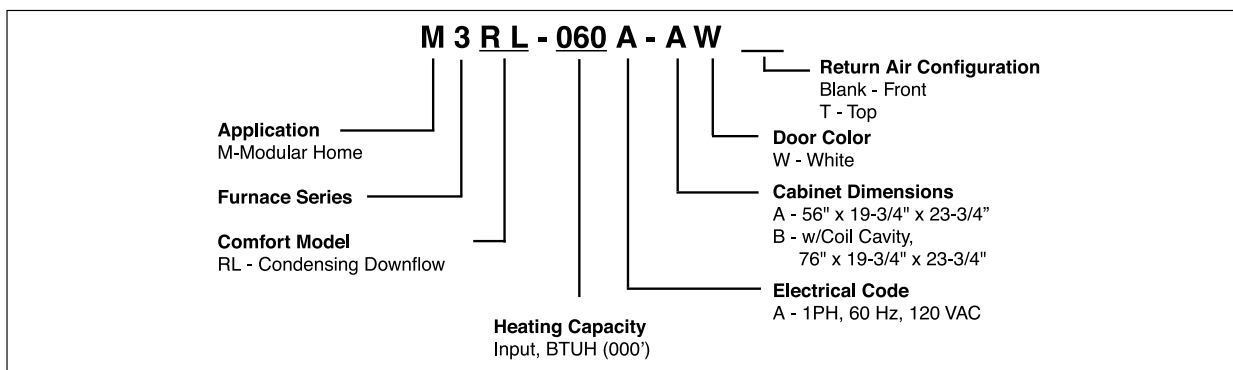 M 3 R L - 060 A - A W __
Return Air Configuration
Blank - Front
T - Top
Application
M-Modular Home
Door Color
W - White
Furnace Series
Cabinet Dimensions
A - 56" x 19-3/4" x 23-3/4”
B - w/Coil Cavity,
76" x 19-3/4" x 23-3/4"
Comfort Model
RL - Condensing Downflow
Electrical Code
A - 1PH, 60 Hz, 120 VAC
Heating Capacity
Input, BTUH (000’)